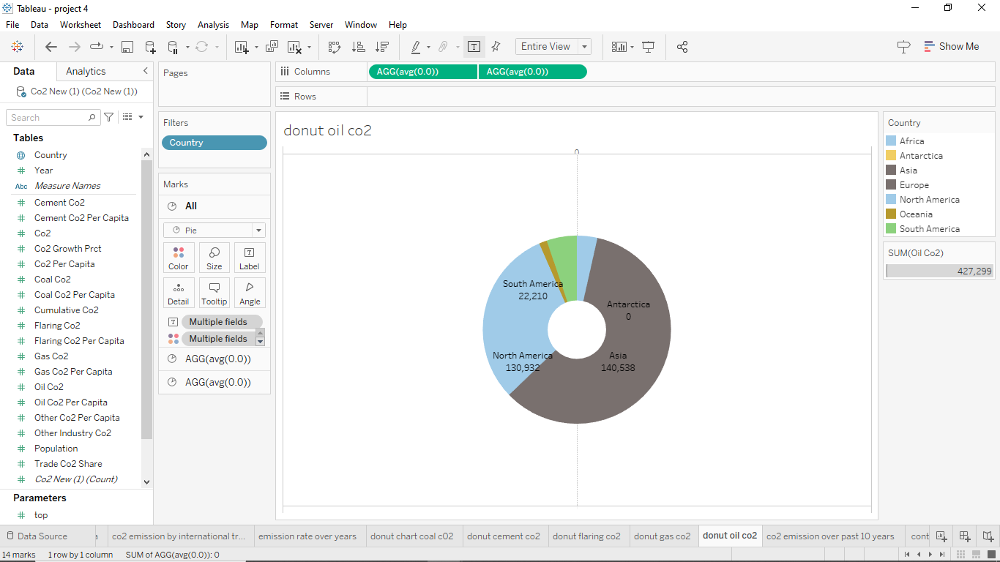 Tableau - project 4
File Data Worksheet Dashboard Story Analysis Map Format Server Window Help
Entire View
Show Me
Data Analytics
Co2 New (1) (Co2 New (1))
Search
Tables
Country
Year
Abc Measure Names
Cement Co2
Cement Co2 Per Capita
Co2
Co2 Growth Prct
Co2 Per Capita
Coal Co2
Coal Co2 Per Capita
Cumulative Co2
Flaring Co2
Flaring Co2 Per Capita
Gas Co2
Gas Co2 Per Capita
Oil Co2
Oil Co2 Per Capita
Other Co2 Per Capita
Other Industry Co2
Population
Trade Co2 Share
Co2 New (1) (Count)
Parameters
top
Pages
Filters
Country
Marks
All
Pie
Color Size Label
Detail Tooltip Angle
Multiple fields
Multiple fields
AGG(avg(0.0))
AGG(avg(0.0))
Columns AGG(avg(0.0)) AGG(avg(0.0))
Rows
donut oil co2
0
South America
22,210
Antarctica
0
North America
130,932
Asia
140,538
Country
Africa
Antarctica
Asia
Europe
North America
Oceania
South America
SUM(Oil Co2)
427,299
Data Source a co2 emission by international tr... emission rate over years donut chart coal c02 donut cement co2 donut flaring co2 donut gas co2 donut oil co2 co2 emission over past 10 years cont
14 marks 1 row by 1 column SUM of AGG(avg(0.0)): 0